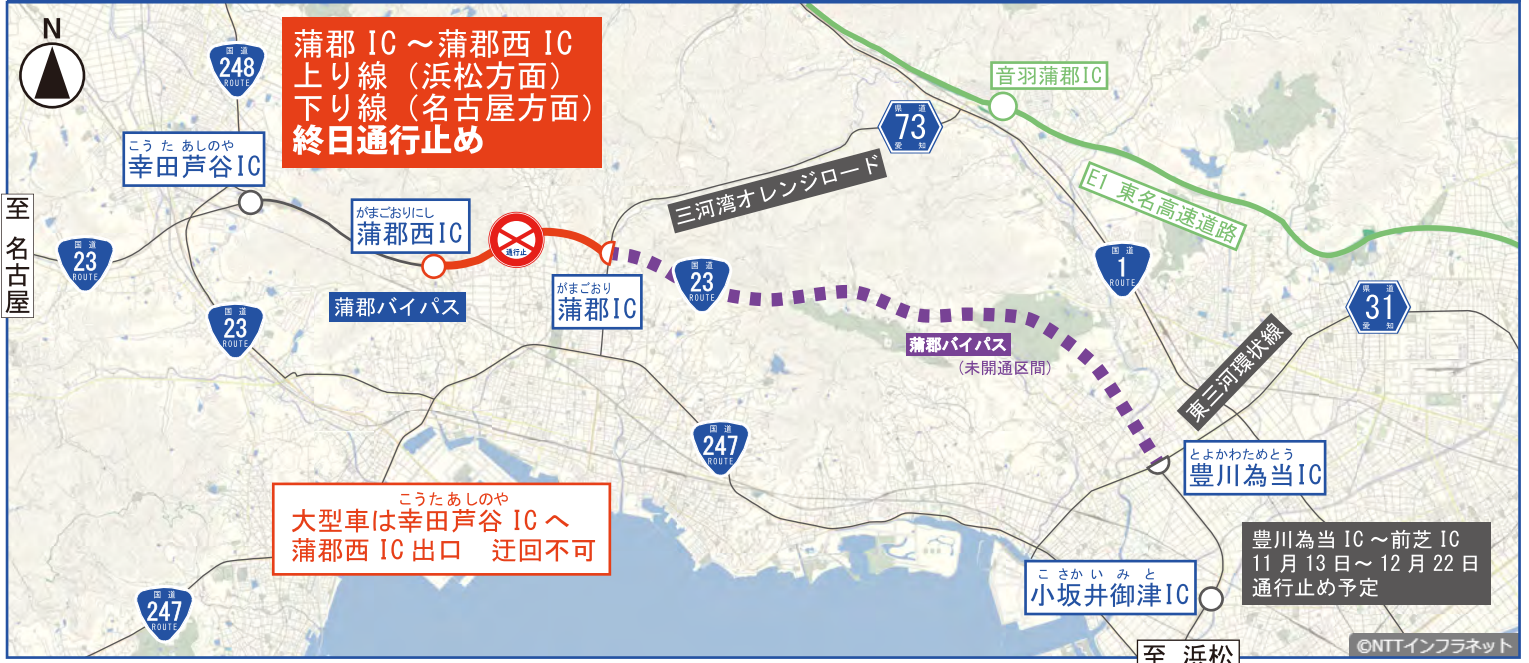 N
国道
248
ROUTE
蒲郡 IC ～蒲郡西 IC
上り線（浜松方面）
下り線（名古屋方面）
終日通行止め
音羽蒲郡IC
県道
73
愛知
こうた あしのや
幸田芦谷IC
三河湾オレンジロード
E1 東名高速道路
至 名古屋
国道
23
ROUTE
がまごおりにし
蒲郡西IC
通行止
蒲郡バイパス
がまごおり
蒲郡IC
国道
23
ROUTE
国道
1
ROUTE
県道
31
愛知
国道
23
ROUTE
蒲郡バイパス
（未開通区間）
東三河環状線
国道
247
ROUTE
とよかわためとう
豊川為当IC
こうた あしのや
大型車は幸田芦谷 IC へ
蒲郡西 IC 出口　迂回不可
豊川為当 IC ～前芝 IC
11 月 13 日～ 12 月 22 日
通行止め予定
こさかい みと
小坂井御津IC
国道
247
ROUTE
至 浜松
©NTTインフラネット